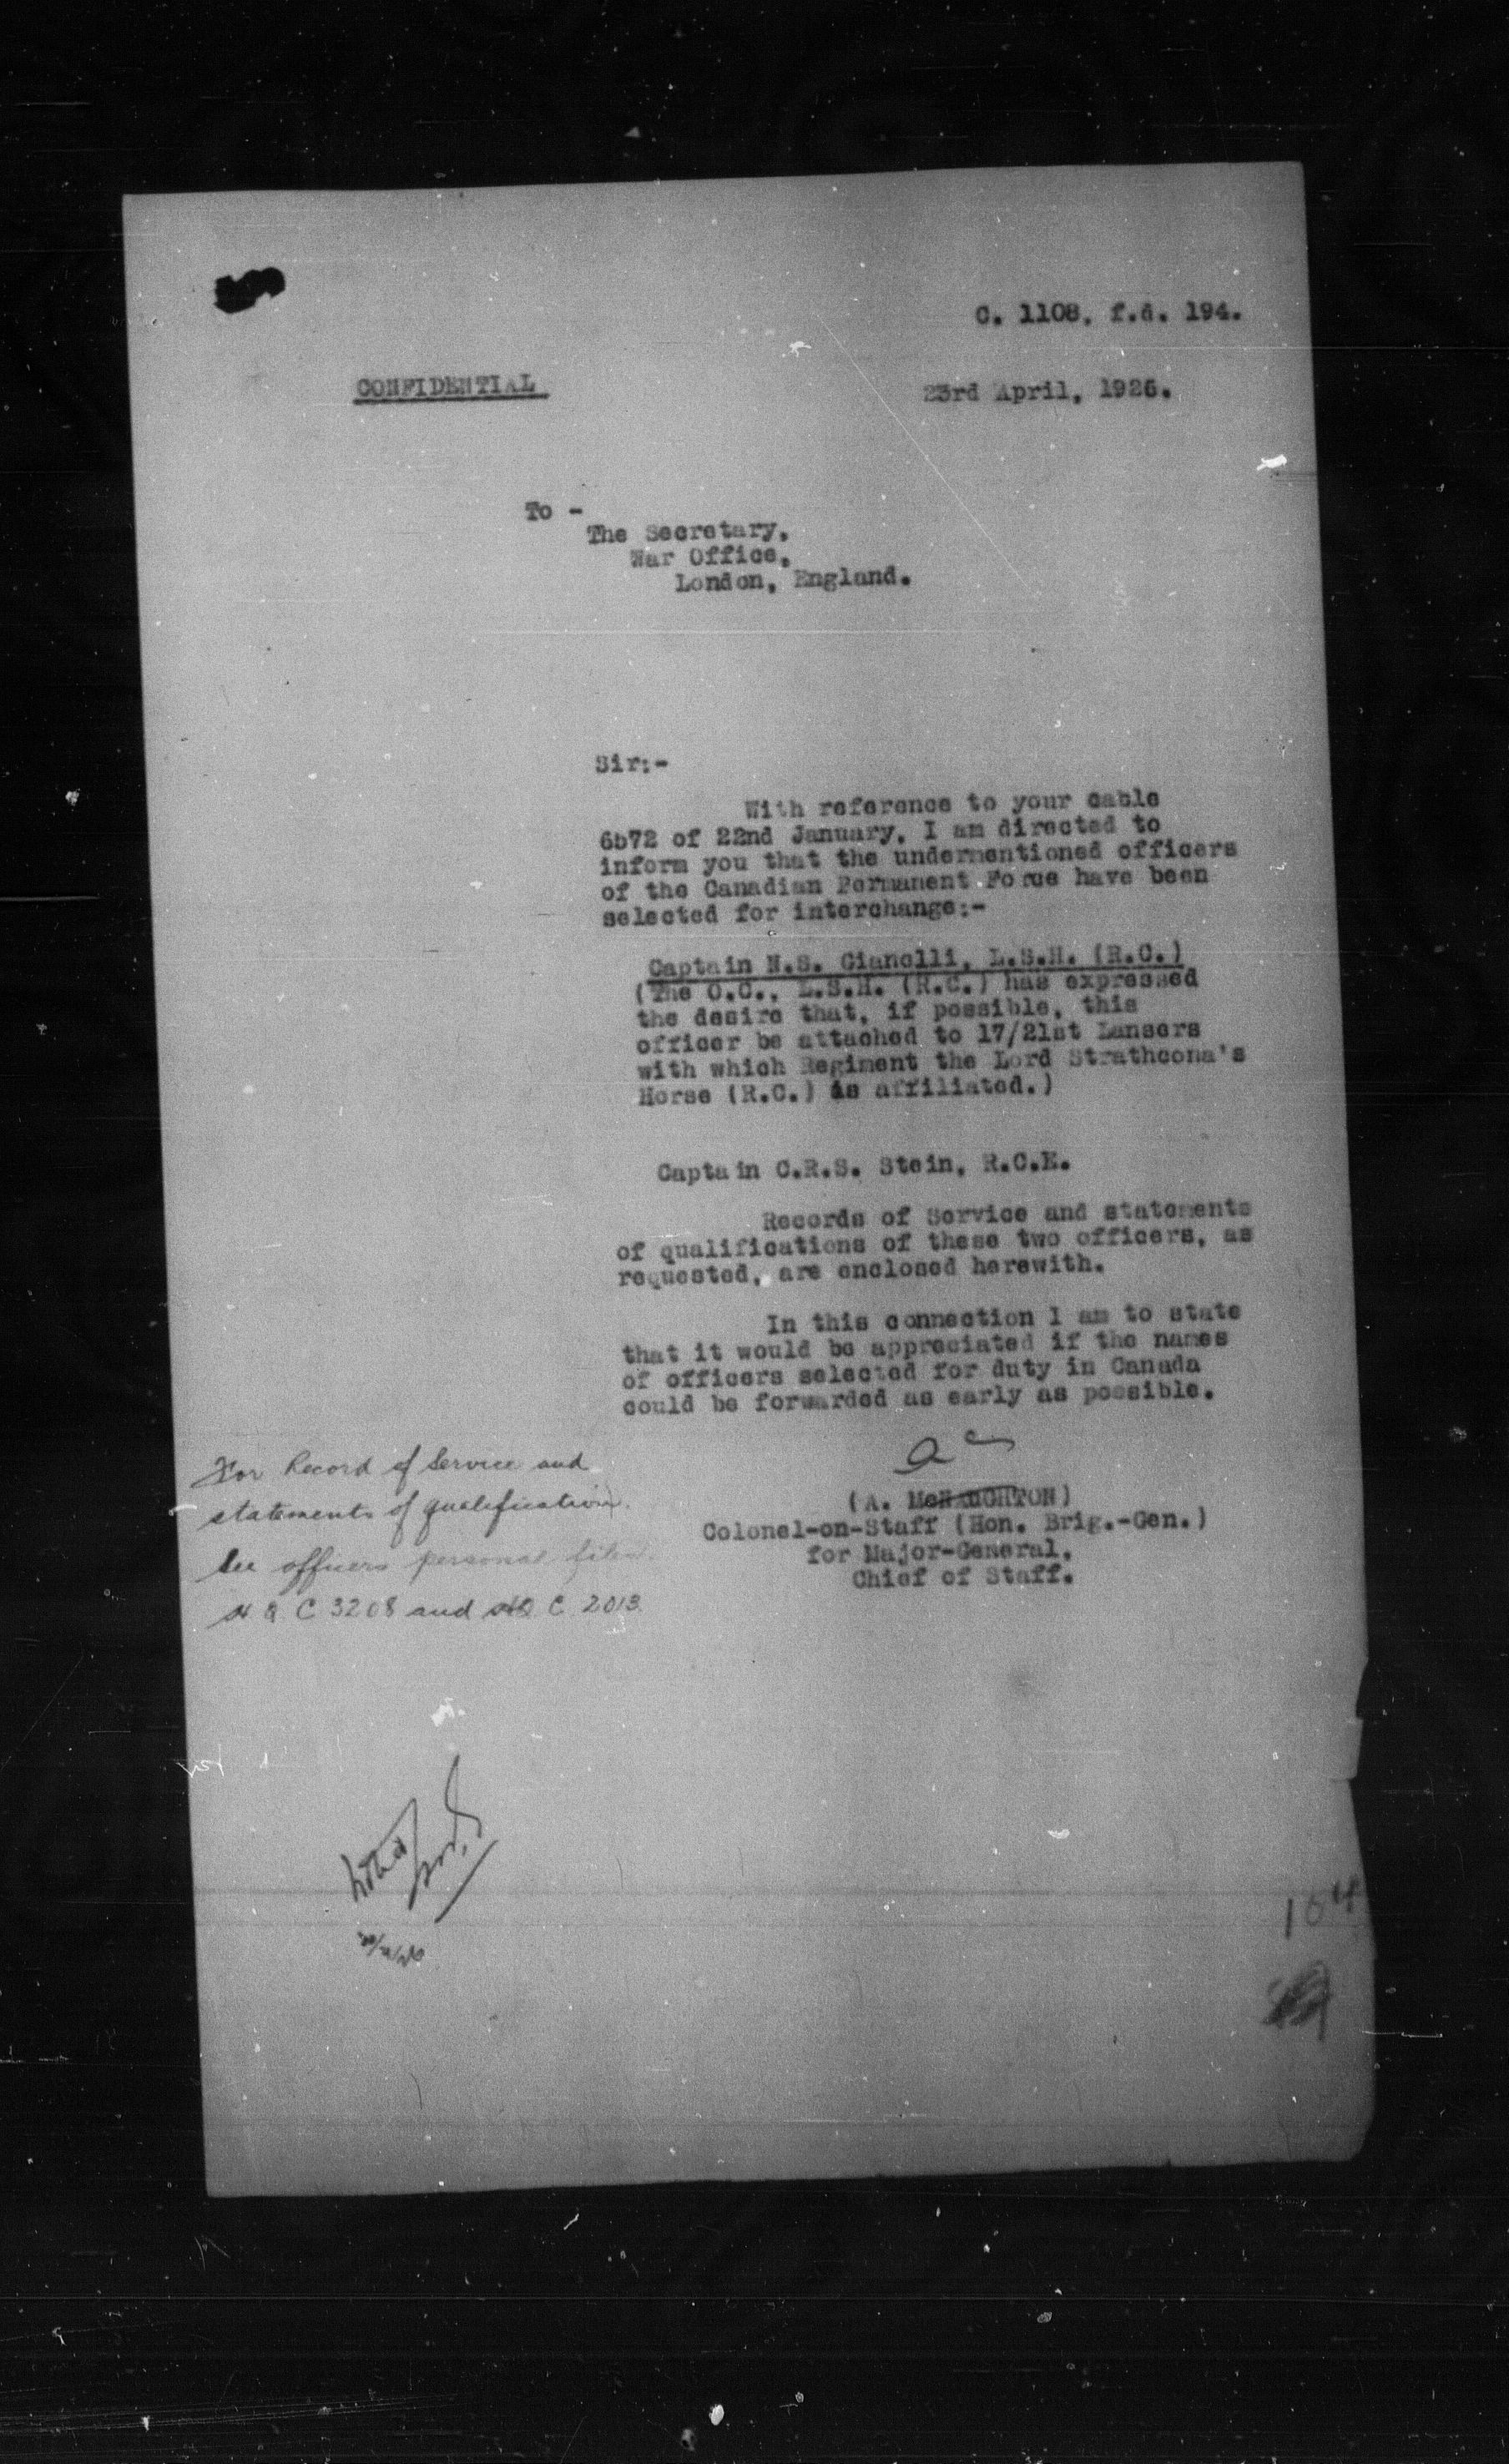 C. 1108, f.d. 194.
CONFIDENTIAL
23rd April, 1926.
To -
The Secretary,
War Office,
London, England.
Sir:-
With reference to your cable
6572 of 22nd January, I am directed to
inform you that the undermentioned officers
of the Canadian Permanent Force have been
selected for interchange:-
Captain N.S. Gianelli, L.S.H. (R.C.)
(The O.C., L.S.H. (R.C.) has expressed
the desire that, if possible, this
officer be attached to 17/21st Lansers
with which Regiment the Lord Strathcona's
Horse (R.C.) is affiliated.)
Captain C.R.S. Stein, R.C.E.
Records of Service and statements
of qualifications of these two officers, as
requested, are enclosed herewith.
In this connection I am to state
that it would be appreciated if the names
of officers selected for duty in Canada
could be forwarded as early as possible.
(A. McNAUGHTON)
Colonel-on-Staff (Hon. Brig.-Gen.)
for Major-General,
Chief of Staff.
For Record of Service and
statements of qualification
see officers personal files.
H Q C 3208 and HQ C 2013.
104